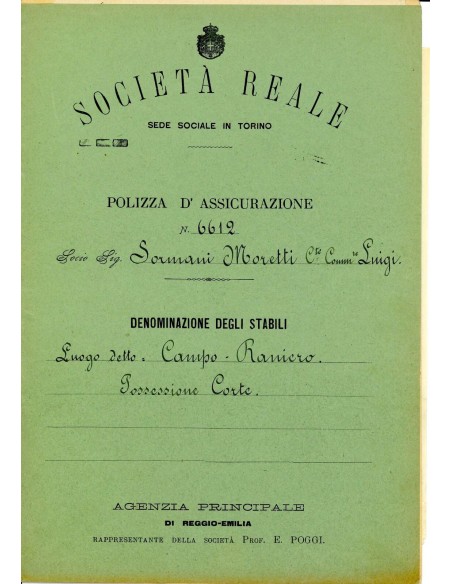 SOCIETÀ REALE
SEDE SOCIALE IN TORINO
POLIZZA D' ASSICURAZIONE
N. 6612
Socio Sig. Sormani Moretti Cte Commre Luigi.
DENOMINAZIONE DEGLI STABILI
Luogo detto = Campo - Raniero.
Possessione Corte.
AGENZIA PRINCIPALE
DI REGGIO-EMILIA
RAPPRESENTANTE DELLA SOCIETÀ PROF. E. POGGI.